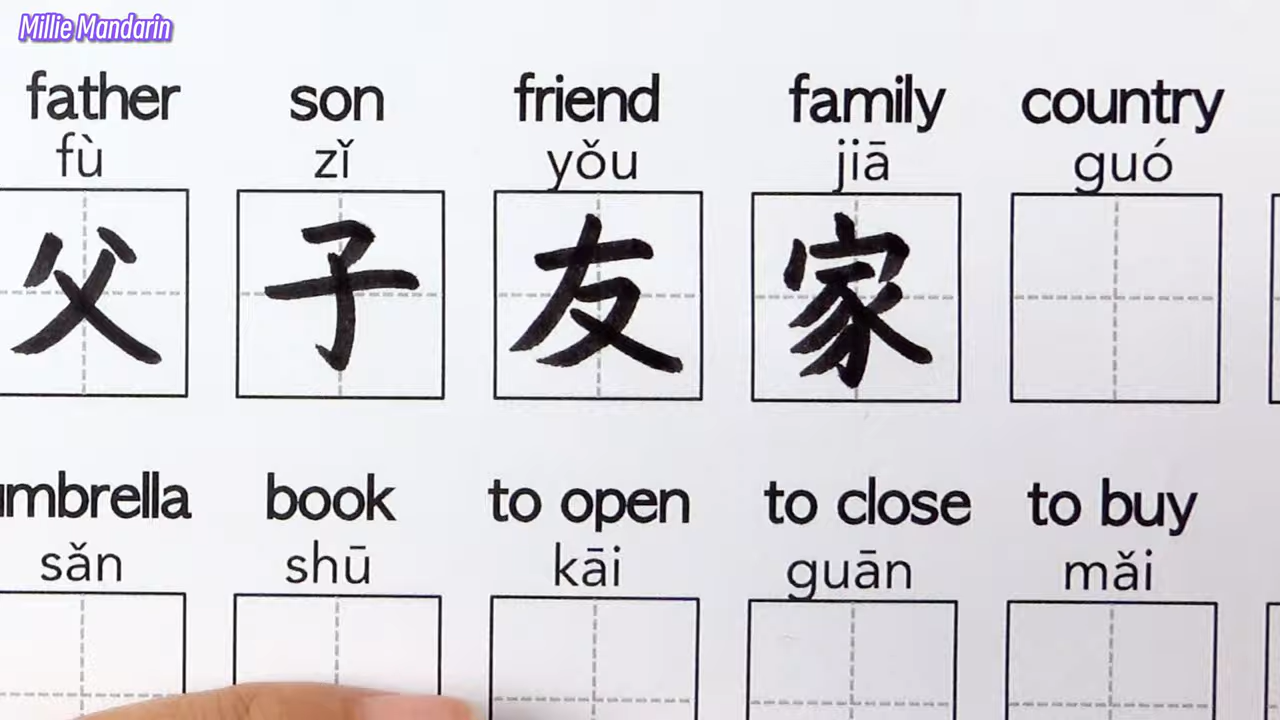 Millie Mandarin
father son friend family country
fù zǐ yǒu jiā guó
父 子 友 家
book to open to close to buy
sǎn shū kāi guān mǎi